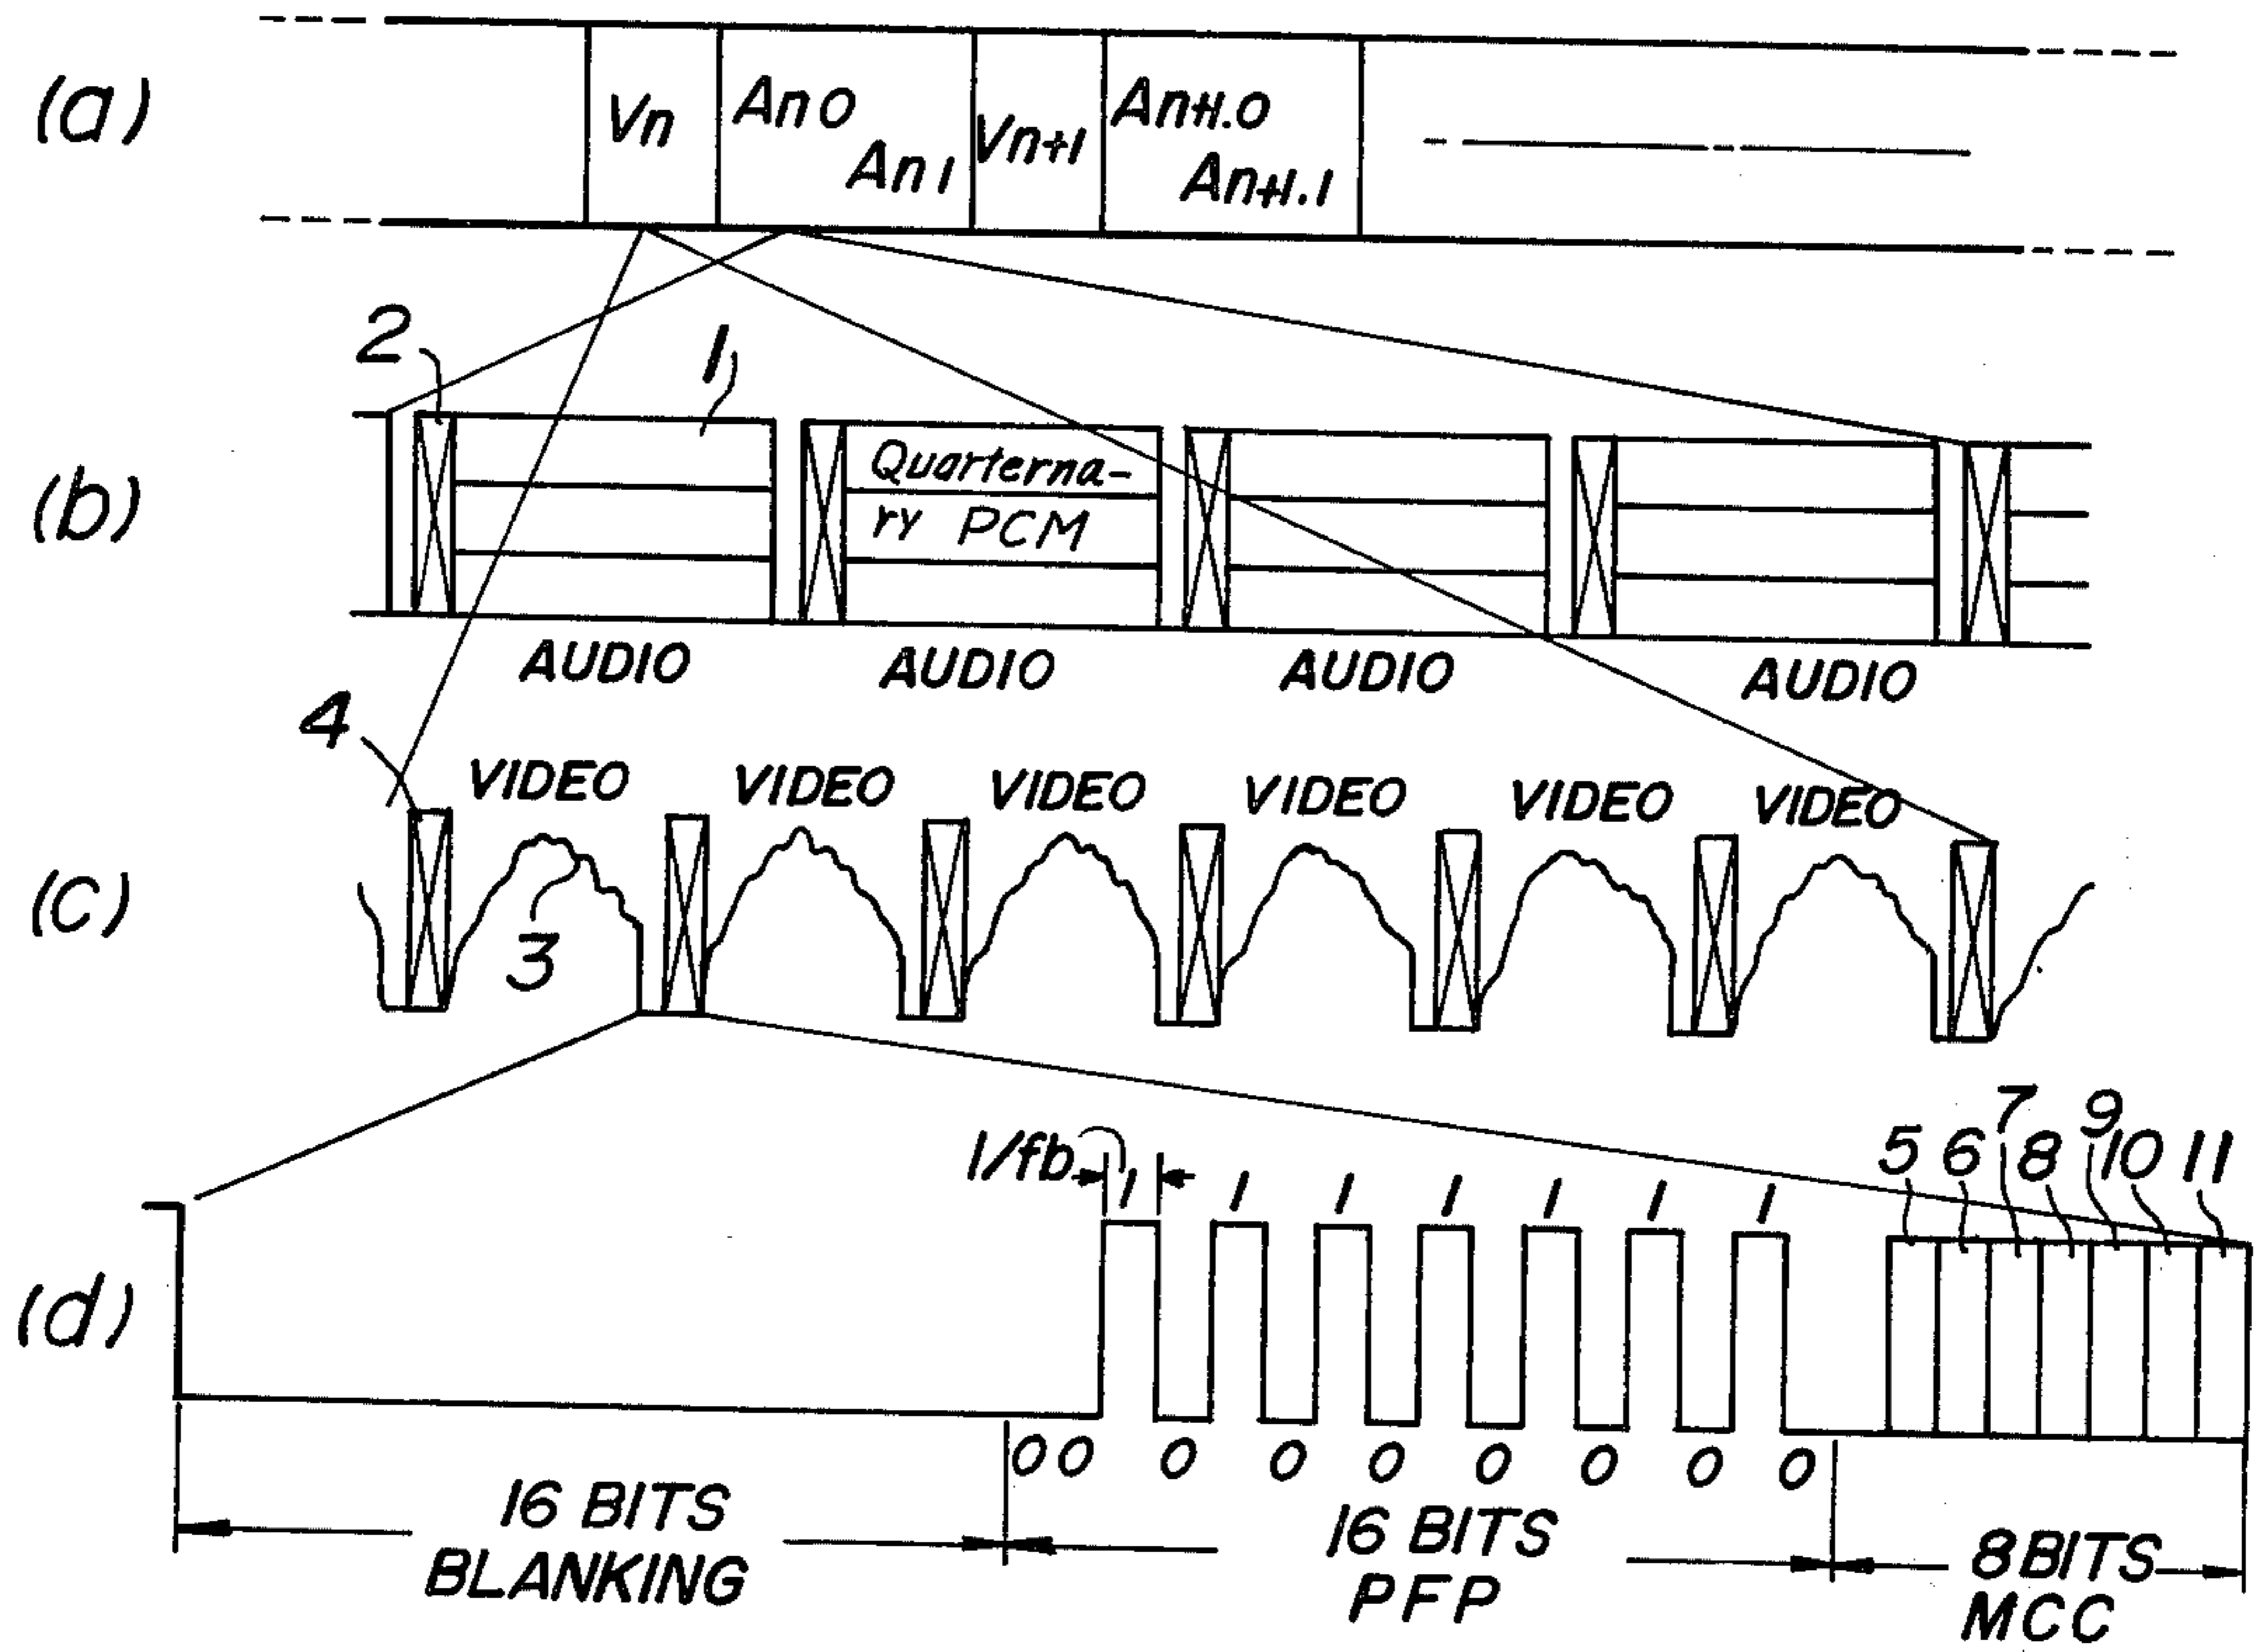 (a)
Vn
An0
An1
Vn+1
An+1.0
An+1.1
(b)
2
1
Quarterna-
ry PCM
AUDIO AUDIO AUDIO AUDIO
4
VIDEO VIDEO VIDEO VIDEO VIDEO VIDEO
(c)
3
(d)
1/fb
1 1 1 1 1 1 1
5 6 7 8 9 10 11
0 0 0 0 0 0 0 0 0
16 BITS
BLANKING
16 BITS
PFP
8 BITS
MCC